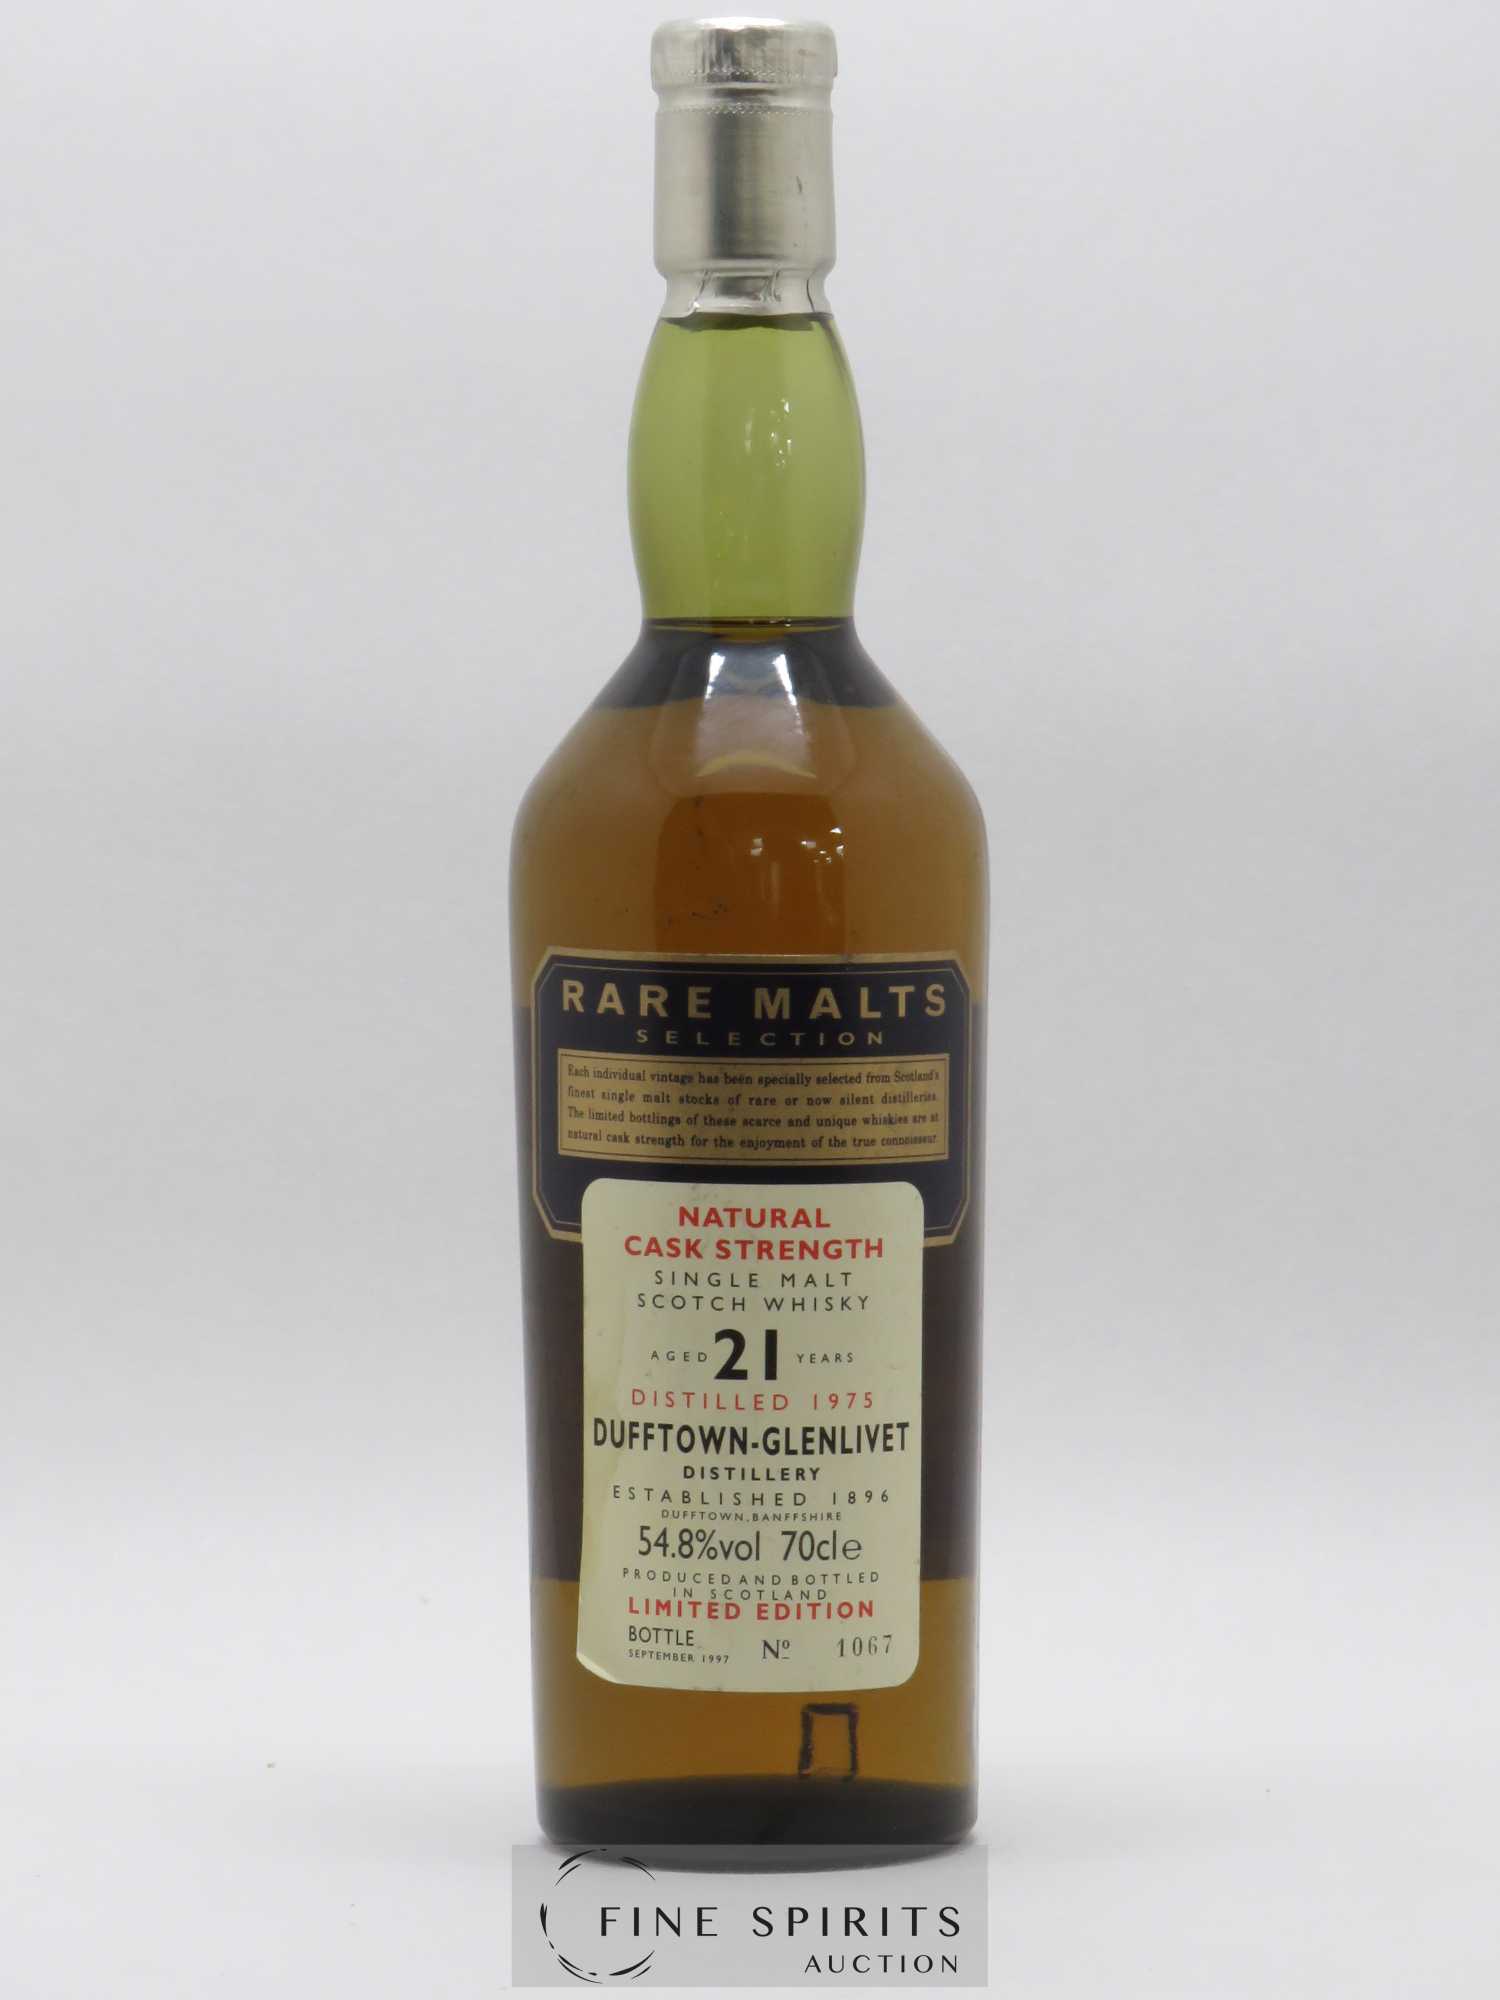 RARE MALTS
SELECTION
Each individual vintage has been specially selected from Scotland's
finest single malt stocks of rare or now silent distilleries.
The limited bottlings of these scarce and unique whiskies are at
natural cask strength for the enjoyment of the true connoisseur.
NATURAL
CASK STRENGTH
SINGLE MALT
SCOTCH WHISKY
AGED 21 YEARS
DISTILLED 1975
DUFFTOWN-GLENLIVET
DISTILLERY
ESTABLISHED 1896
DUFFTOWN, BANFFSHIRE
54.8%vol 70cle
PRODUCED AND BOTTLED
IN SCOTLAND
LIMITED EDITION
BOTTLE Nº 1067
SEPTEMBER 1997
FINE SPIRITS
AUCTION